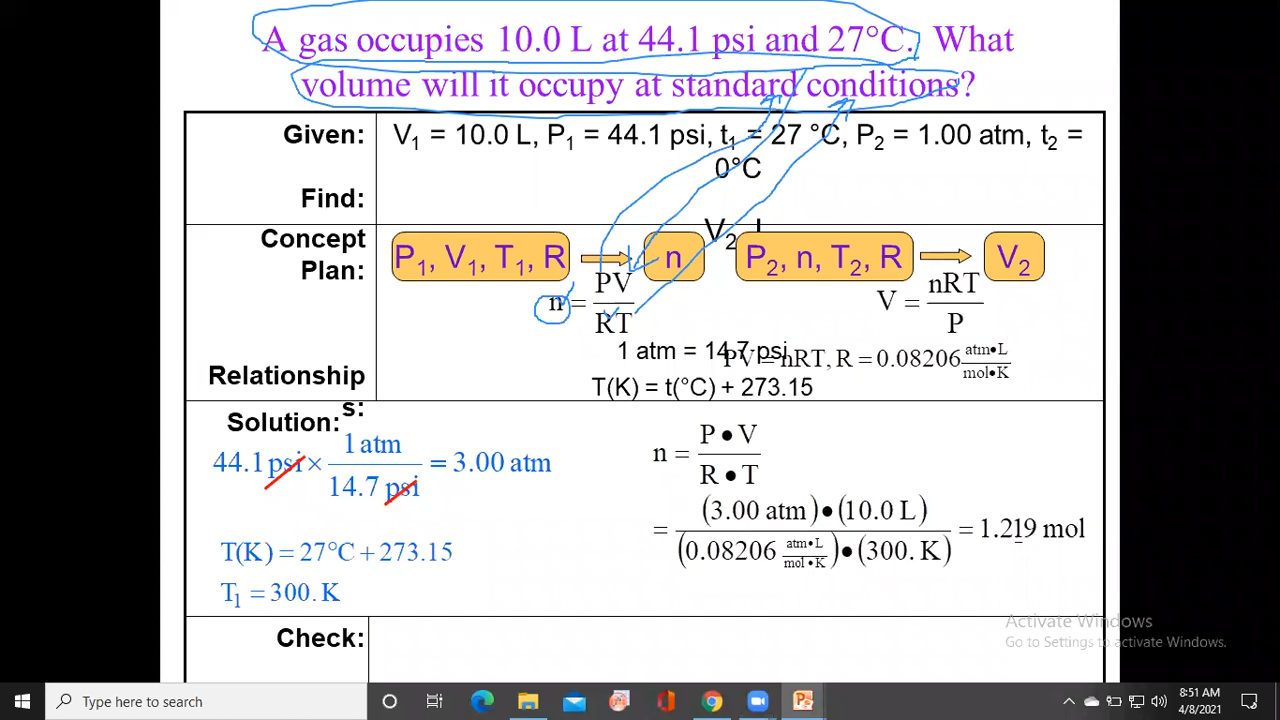 A gas occupies 10.0 L at 44.1 psi and 27°C. What
volume will it occupy at standard conditions?
Given:
V₁ = 10.0 L, P₁ = 44.1 psi, t₁ = 27 °C, P₂ = 1.00 atm, t₂ =
0°C
Find:
V₂,
Concept
Plan:
P₁, V₁, T₁, R
n
P₂, n, T₂, R
V₂
n = PV / RT
V = nRT / P
1 atm = 14.7 psi
PV = nRT, R = 0.08206 atm•L / mol•K
Relationship
s:
T(K) = t(°C) + 273.15
Solution:
44.1 psi × 1 atm / 14.7 psi = 3.00 atm
T(K) = 27°C + 273.15
T₁ = 300. K
n = P • V / R • T
= (3.00 atm)•(10.0 L) / (0.08206 atm•L / mol•K)•(300. K) = 1.219 mol
Check:
Activate Windows
Go to Settings to activate Windows.
Type here to search
8:51 AM
4/8/2021